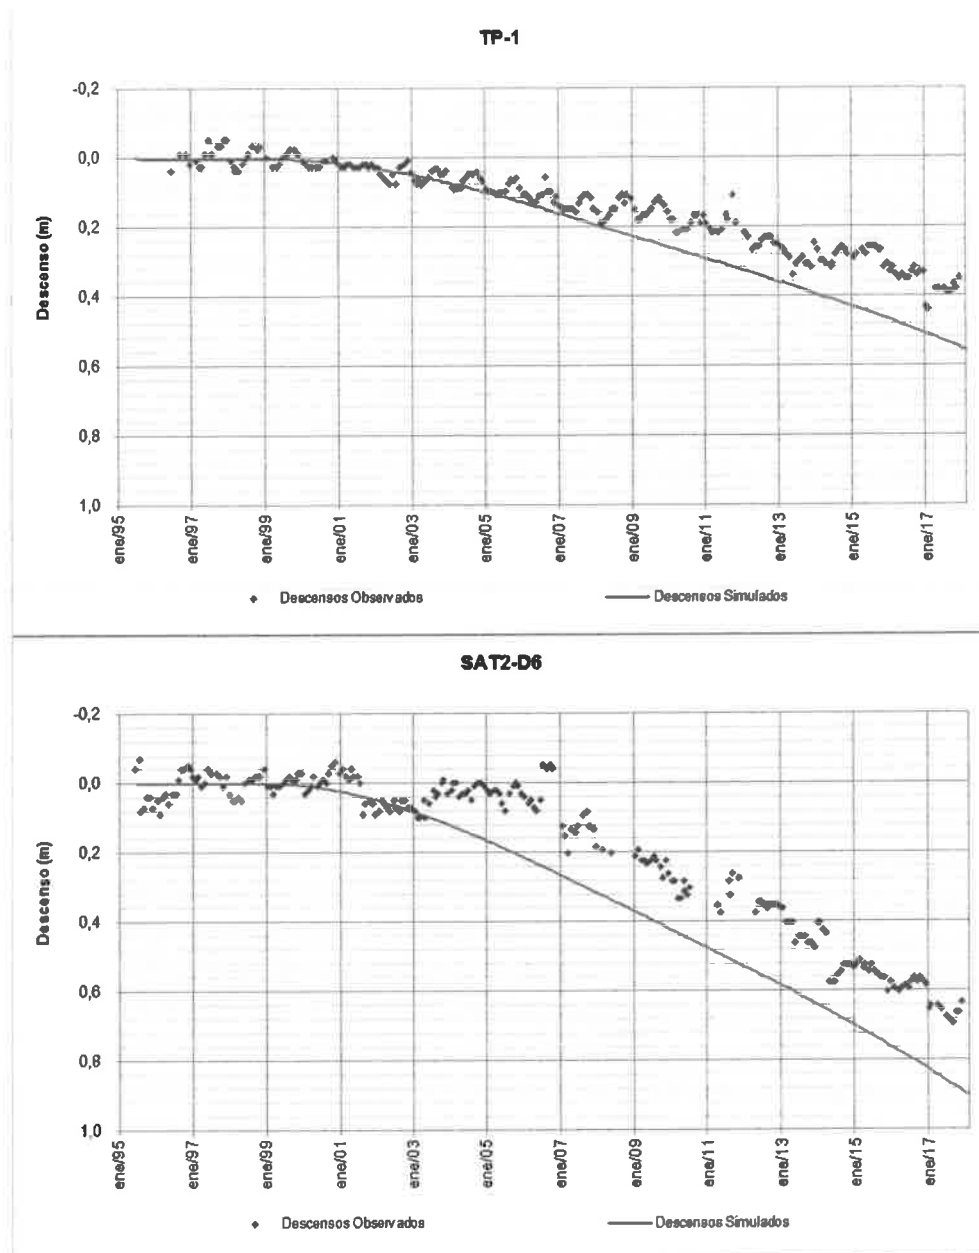 TP-1
-0,2
0,0
0,2
0,4
0,6
0,8
1,0
Descenso (m)
ene/95
ene/97
ene/99
ene/01
ene/03
ene/05
ene/07
ene/09
ene/11
ene/13
ene/15
ene/17
Descensos Observados
Descensos Simulados
SAT2-D6
-0,2
0,0
0,2
0,4
0,6
0,8
1,0
Descenso (m)
ene/95
ene/97
ene/99
ene/01
ene/03
ene/05
ene/07
ene/09
ene/11
ene/13
ene/15
ene/17
Descensos Observados
Descensos Simulados